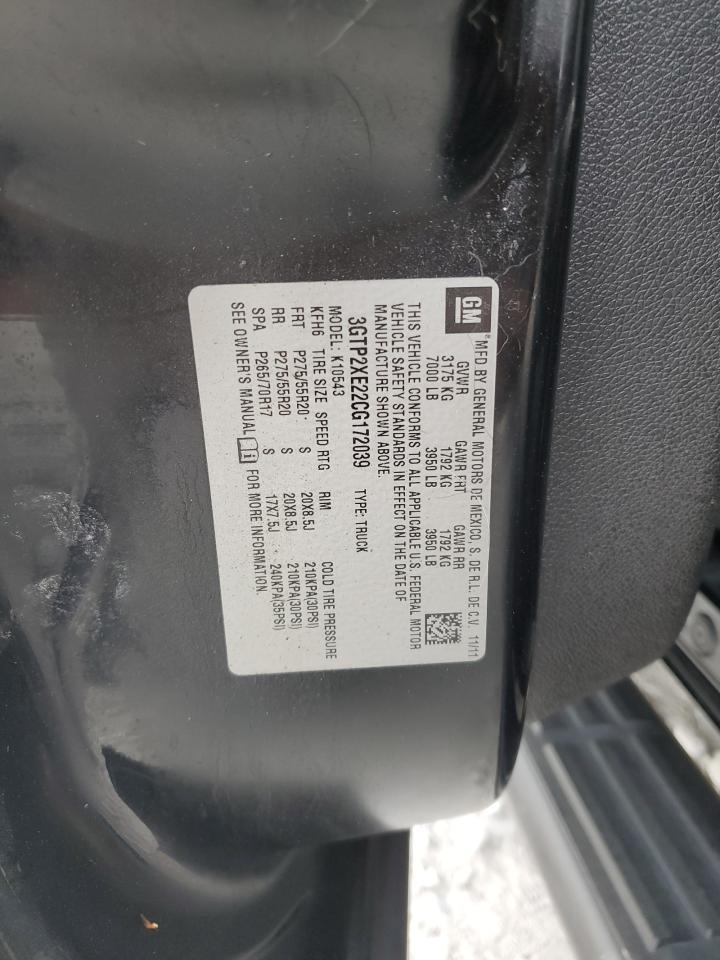 GM
® MFD BY GENERAL MOTORS DE MEXICO, S. DE R.L. DE C.V. 11/11
GVWR GAWR FRT GAWR RR
3175 KG 1792 KG 1792 KG
7000 LB 3950 LB 3950 LB
THIS VEHICLE CONFORMS TO ALL APPLICABLE U.S. FEDERAL MOTOR
VEHICLE SAFETY STANDARDS IN EFFECT ON THE DATE OF
MANUFACTURE SHOWN ABOVE.
3GTP2XE22CG172039 TYPE: TRUCK
MODEL: K10543
KFH6 TIRE SIZE SPEED RTG RIM COLD TIRE PRESSURE
FRT P275/55R20 S 20X8.5J 210KPA(30PSI)
RR P275/55R20 S 20X8.5J 210KPA(30PSI)
SPA P265/70R17 S 17X7.5J 240KPA(35PSI)
SEE OWNER'S MANUAL FOR MORE INFORMATION.